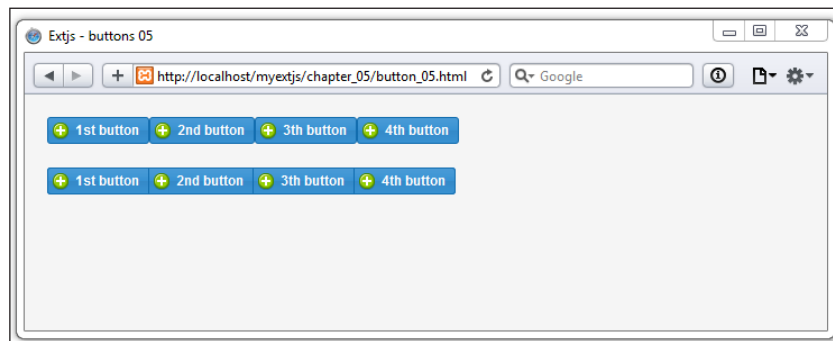 Extjs - buttons 05
http://localhost/myextjs/chapter_05/button_05.html Google
1st button 2nd button 3th button 4th button
1st button 2nd button 3th button 4th button